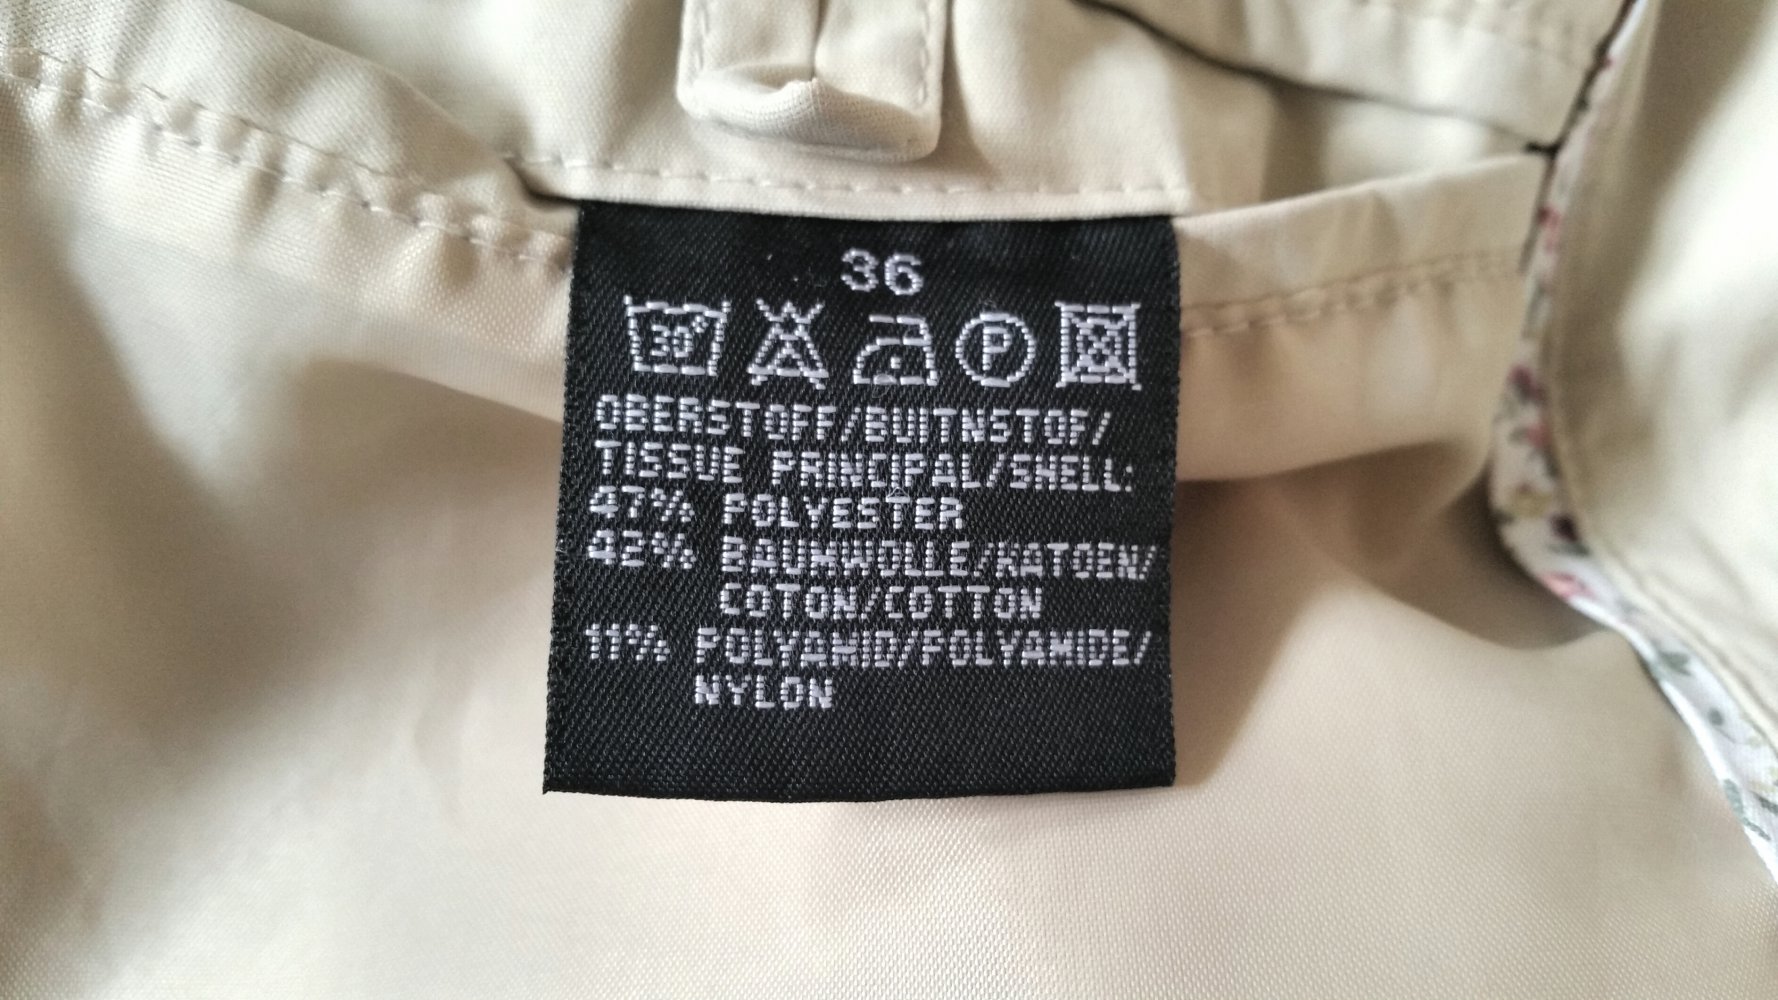 36
30°
P
OBERSTOFF/BUITNSTOF/
TISSUE PRINCIPAL/SHELL:
47% POLYESTER
42% BAUMWOLLE/KATOEN/
COTON/COTTON
11% POLYAMID/POLYAMIDE/
NYLON